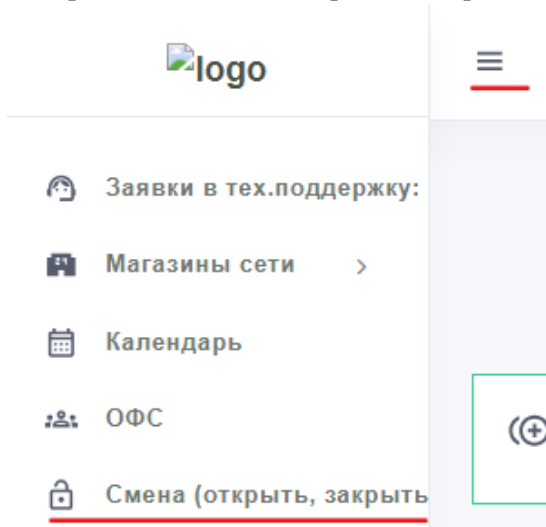 logo
Заявки в тех.поддержку:
Магазины сети
Календарь
ОФС
Смена (открыть, закрыть